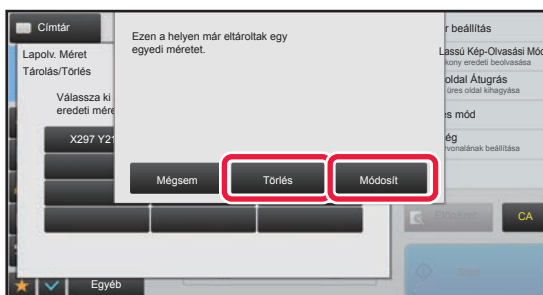 Címtár
Lapolv. Méret
Tárolás/Törlés
Válassza ki
eredeti mére
X297 Y21
Ezen a helyen már eltároltak egy
egyedi méretet.
Mégsem
Törlés
Módosít
r beállítás
Lassú Kép-Olvasási Mód
kony eredeti beolvasása
oldal Átugrás
üres oldal kihagyása
s mód
ég
vonalának beállítása
CA
Egyéb